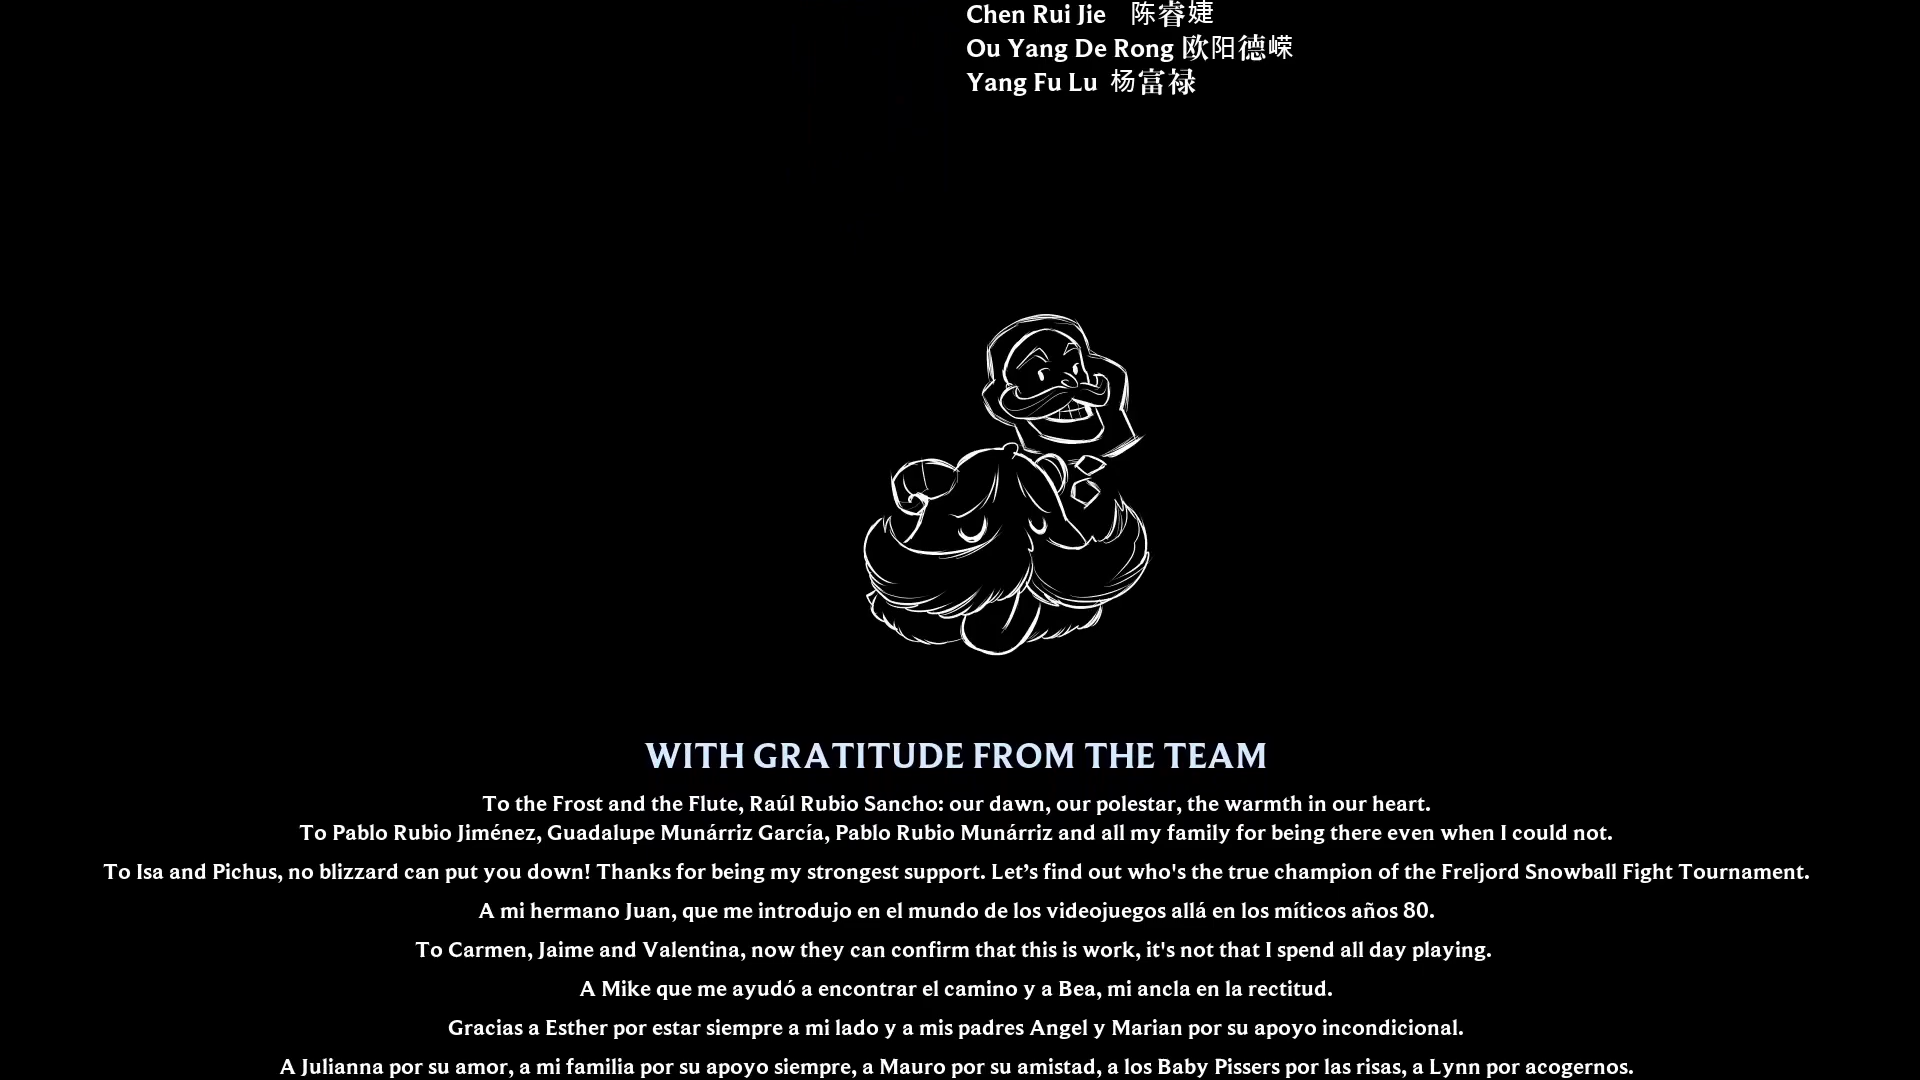 Chen Rui Jie 陈睿婕
Ou Yang De Rong 欧阳德嵘
Yang Fu Lu 杨富禄
WITH GRATITUDE FROM THE TEAM
To the Frost and the Flute, Raúl Rubio Sancho: our dawn, our polestar, the warmth in our heart.
To Pablo Rubio Jiménez, Guadalupe Munárriz García, Pablo Rubio Munárriz and all my family for being there even when I could not.
To Isa and Pichus, no blizzard can put you down! Thanks for being my strongest support. Let’s find out who's the true champion of the Freljord Snowball Fight Tournament.
A mi hermano Juan, que me introdujo en el mundo de los videojuegos allá en los míticos años 80.
To Carmen, Jaime and Valentina, now they can confirm that this is work, it's not that I spend all day playing.
A Mike que me ayudó a encontrar el camino y a Bea, mi ancla en la rectitud.
Gracias a Esther por estar siempre a mi lado y a mis padres Angel y Marian por su apoyo incondicional.
A Julianna por su amor, a mi familia por su apoyo siempre, a Mauro por su amistad, a los Baby Pissers por las risas, a Lynn por acogernos.